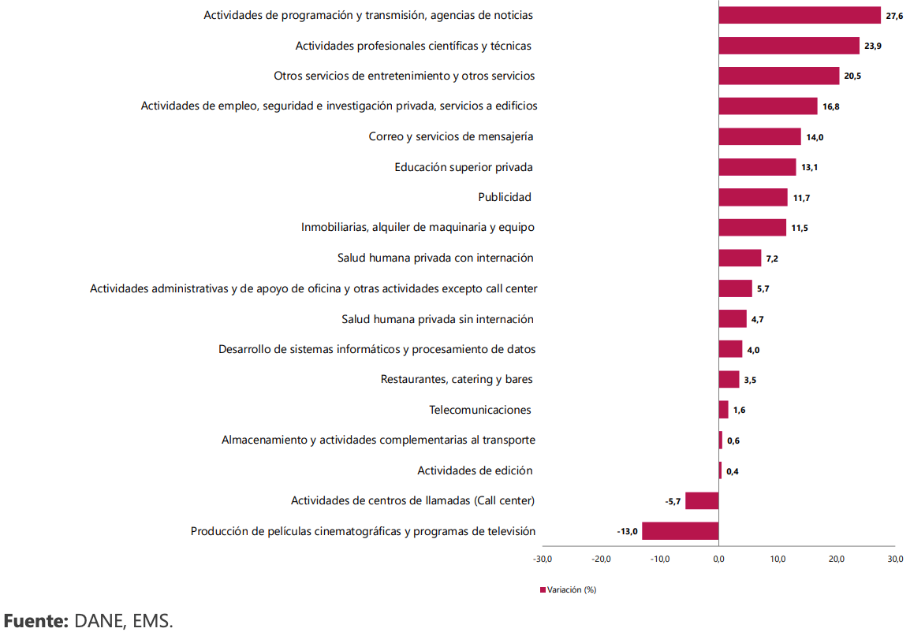 Actividades de programación y transmisión, agencias de noticias 27,6
Actividades profesionales científicas y técnicas 23,9
Otros servicios de entretenimiento y otros servicios 20,5
Actividades de empleo, seguridad e investigación privada, servicios a edificios 16,8
Correo y servicios de mensajería 14,0
Educación superior privada 13,1
Publicidad 11,7
Inmobiliarias, alquiler de maquinaria y equipo 11,5
Salud humana privada con internación 7,2
Actividades administrativas y de apoyo de oficina y otras actividades excepto call center 5,7
Salud humana privada sin internación 4,7
Desarrollo de sistemas informáticos y procesamiento de datos 4,0
Restaurantes, catering y bares 3,5
Telecomunicaciones 1,6
Almacenamiento y actividades complementarias al transporte 0,6
Actividades de edición 0,4
Actividades de centros de llamadas (Call center) -5,7
Producción de películas cinematográficas y programas de televisión -13,0
-30,0 -20,0 -10,0 0,0 10,0 20,0 30,0
Variación (%)
Fuente: DANE, EMS.